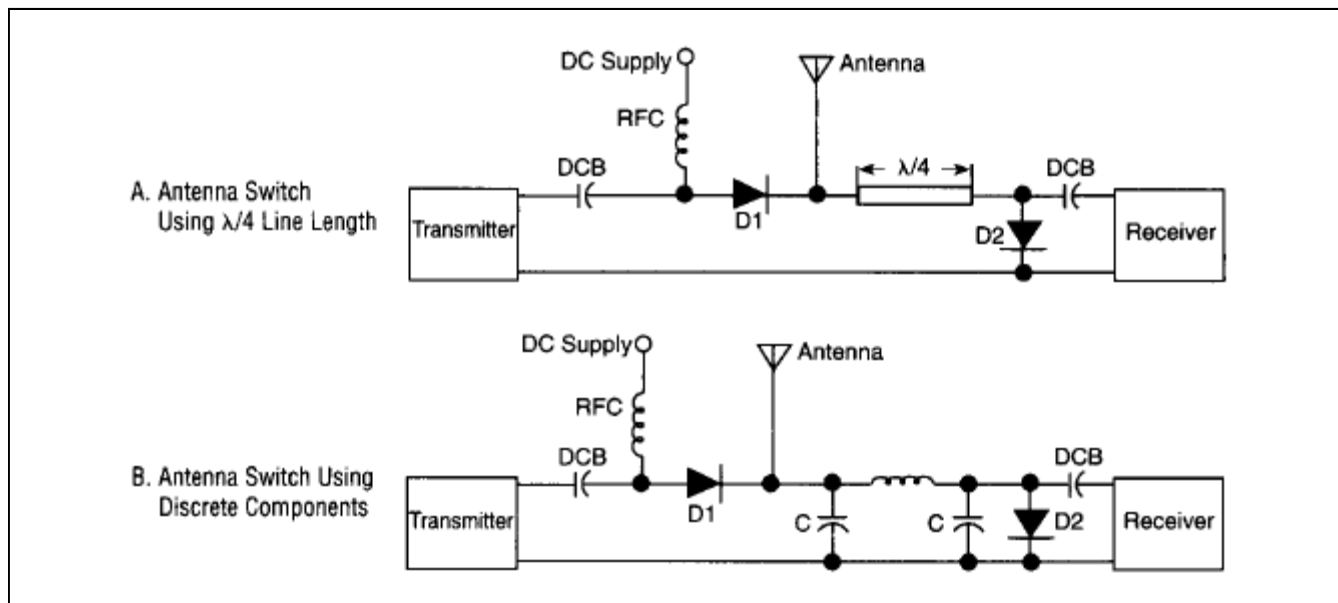 DC Supply
Antenna
RFC
DCB
λ/4
DCB
A. Antenna Switch
Using λ/4 Line Length
Transmitter
D1
D2
Receiver
DC Supply
Antenna
RFC
DCB
DCB
B. Antenna Switch Using
Discrete Components
Transmitter
D1
C
C
D2
Receiver